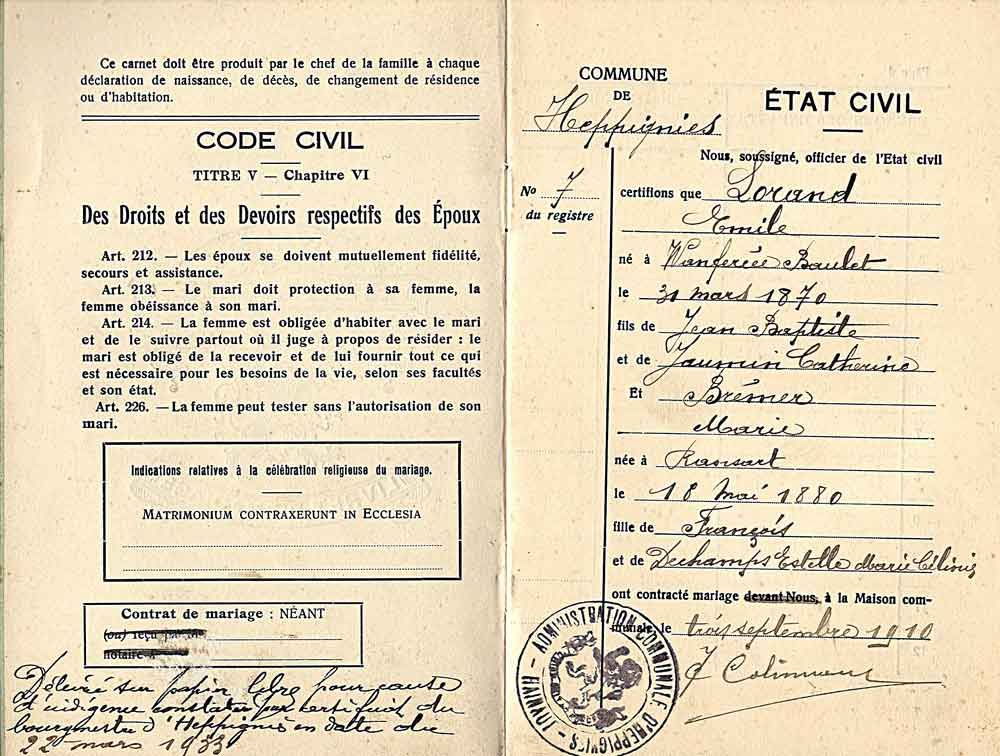 Ce carnet doit être produit par le chef de la famille à chaque
déclaration de naissance, de décès, de changement de résidence
ou d'habitation.
CODE CIVIL
TITRE V — Chapitre VI
Des Droits et des Devoirs respectifs des Époux
Art. 212. — Les époux se doivent mutuellement fidélité,
secours et assistance.
Art. 213. — Le mari doit protection à sa femme, la
femme obéissance à son mari.
Art. 214. — La femme est obligée d'habiter avec le mari
et de le suivre partout où il juge à propos de résider : le
mari est obligé de la recevoir et de lui fournir tout ce qui
est nécessaire pour les besoins de la vie, selon ses facultés
et son état.
Art. 226. — La femme peut tester sans l'autorisation de son
mari.
Indications relatives à la célébration religieuse du mariage.
MATRIMONIUM CONTRAXERUNT IN ECCLESIA
Contrat de mariage : NÉANT
(ou) reçu
notaire à
Délivré sur papier libre pour cause
d'indigence constatée par certificat du
bourgmestre d'Heppignies en date du
22 mars 1933
COMMUNE
DE
Heppignies
No 7
du registre
ÉTAT CIVIL
Nous, soussigné, officier de l'Etat civil
certifions que Lorand
Emile
né à Wanfercée Baulet
le 30 mars 1870
fils de Jean Baptiste
et de Jaumin Catherine
Et Brémer
Marie
née à Ransart
le 18 Mai 1880
fille de François
et de Dechamps Estelle Marie
ont contracté mariage devant Nous, à la Maison com-
munale le trois septembre 1910
ADMINISTRATION COMMUNALE D'HEPPIGNIES - HAINAUT -